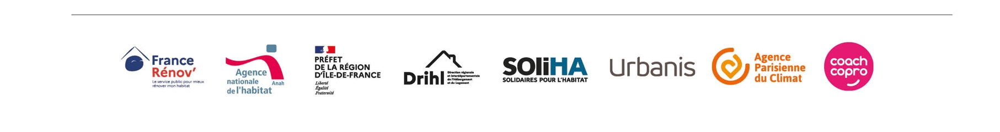 France
Rénov'
Le service public pour mieux
rénover mon habitat
Agence
nationale
de l'habitat
Anah
PRÉFET
DE LA RÉGION
D'ÎLE-DE-FRANCE
Liberté
Égalité
Fraternité
Drihl
Direction régionale
et interdépartementale
de l'Hébergement
et du Logement
SOliHA
SOLIDAIRES POUR L'HABITAT
Urbanis
Agence
Parisienne
du Climat
coach
copro